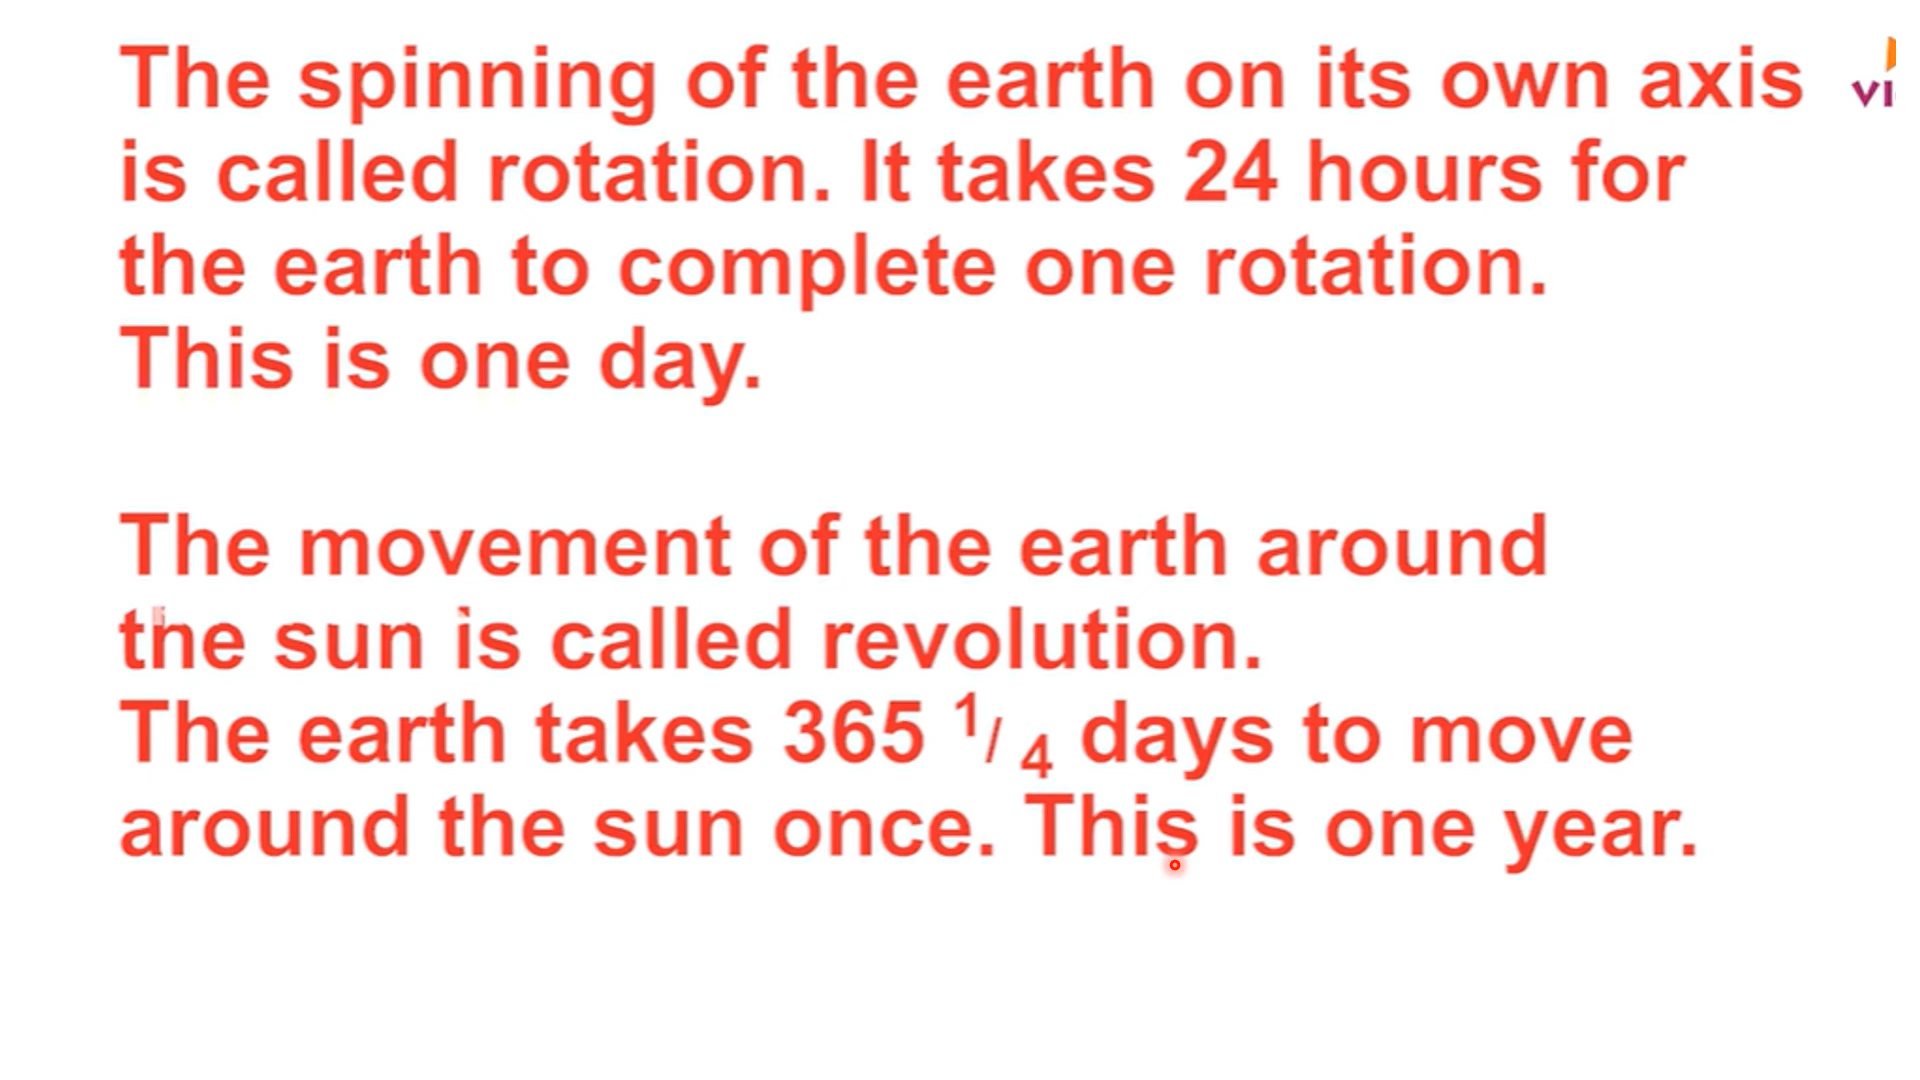 The spinning of the earth on its own axis
is called rotation. It takes 24 hours for
the earth to complete one rotation.
This is one day.
The movement of the earth around
the sun is called revolution.
The earth takes 365 1/4 days to move
around the sun once. This is one year.